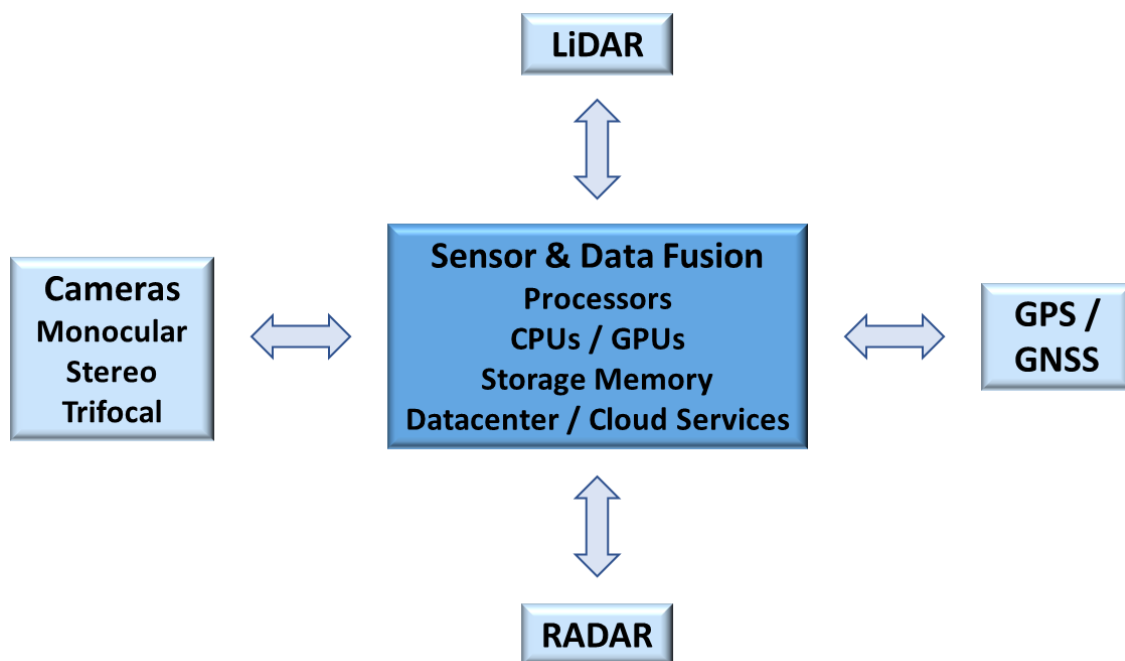 LiDAR
Cameras
Monocular
Stereo
Trifocal
Sensor & Data Fusion
Processors
CPUs / GPUs
Storage Memory
Datacenter / Cloud Services
GPS /
GNSS
RADAR